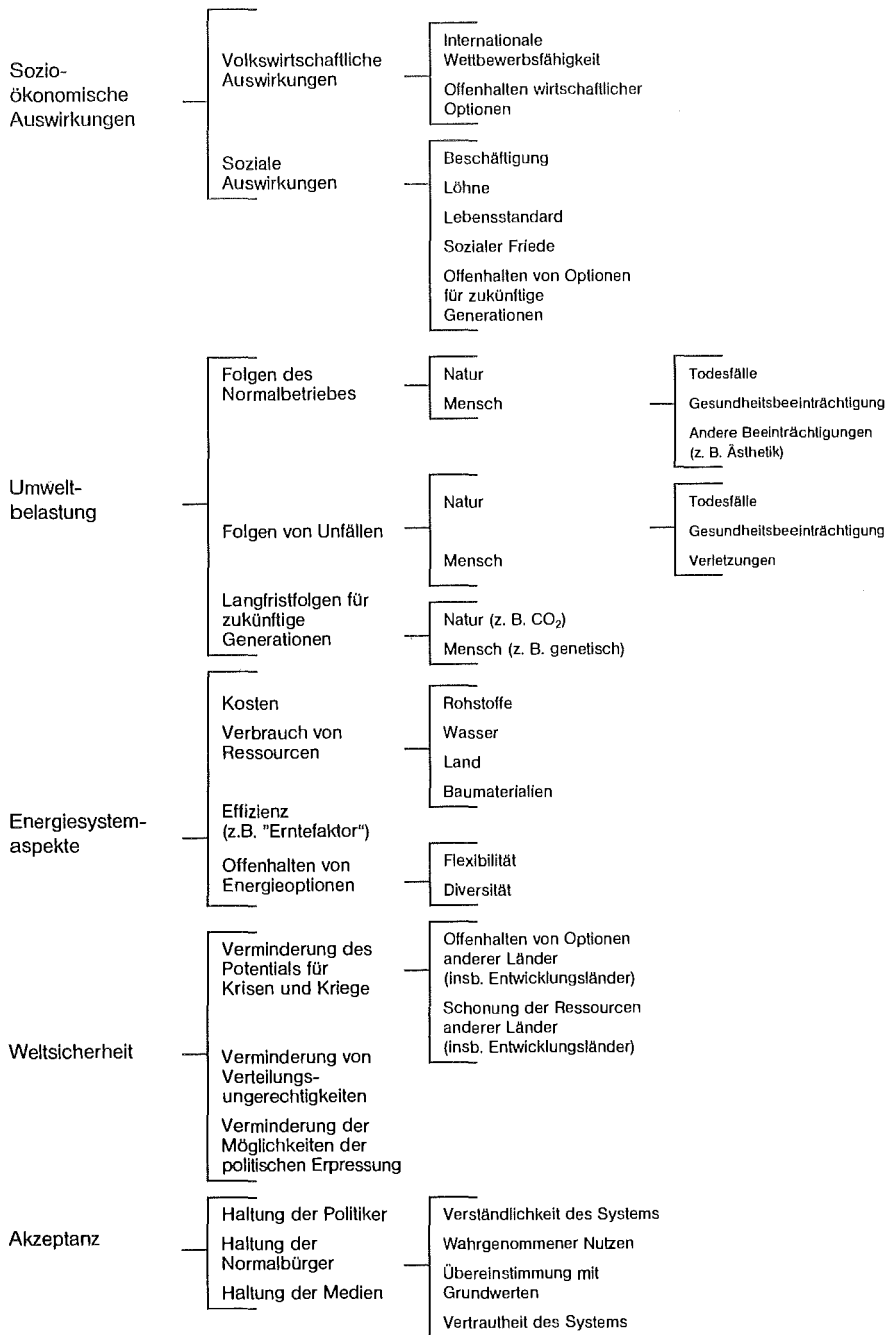 Sozio-
ökonomische
Auswirkungen
Volkswirtschaftliche
Auswirkungen
Internationale
Wettbewerbsfähigkeit
Offenhalten wirtschaftlicher
Optionen
Soziale
Auswirkungen
Beschäftigung
Löhne
Lebensstandard
Sozialer Friede
Offenhalten von Optionen
für zukünftige
Generationen
Umwelt-
belastung
Folgen des
Normalbetriebes
Natur
Mensch
Todesfälle
Gesundheitsbeeinträchtigung
Andere Beeinträchtigungen
(z. B. Ästhetik)
Folgen von Unfällen
Natur
Mensch
Todesfälle
Gesundheitsbeeinträchtigung
Verletzungen
Langfristfolgen für
zukünftige
Generationen
Natur (z. B. CO₂)
Mensch (z. B. genetisch)
Energiesystem-
aspekte
Kosten
Verbrauch von
Ressourcen
Rohstoffe
Wasser
Land
Baumaterialien
Effizienz
(z.B. "Erntefaktor“)
Offenhalten von
Energieoptionen
Flexibilität
Diversität
Weltsicherheit
Verminderung des
Potentials für
Krisen und Kriege
Offenhalten von Optionen
anderer Länder
(insb. Entwicklungsländer)
Schonung der Ressourcen
anderer Länder
(insb. Entwicklungsländer)
Verminderung von
Verteilungs-
ungerechtigkeiten
Verminderung der
Möglichkeiten der
politischen Erpressung
Akzeptanz
Haltung der Politiker
Haltung der
Normalbürger
Haltung der Medien
Verständlichkeit des Systems
Wahrgenommener Nutzen
Übereinstimmung mit
Grundwerten
Vertrautheit des Systems